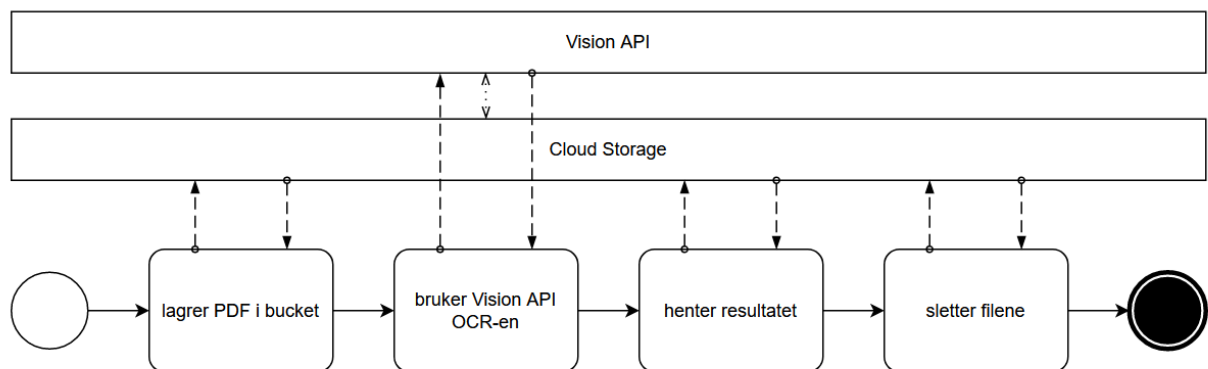 Vision API
Cloud Storage
lagrer PDF i bucket
bruker Vision API
OCR-en
henter resultatet
sletter filene